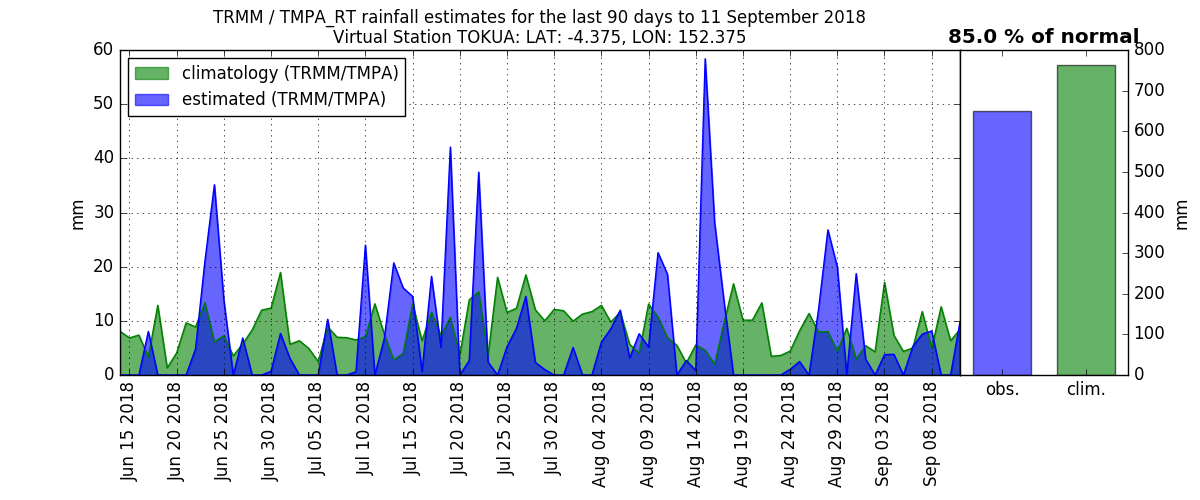 TRMM / TMPA_RT rainfall estimates for the last 90 days to 11 September 2018
Virtual Station TOKUA: LAT: -4.375, LON: 152.375
85.0 % of normal
climatology (TRMM/TMPA)
estimated (TRMM/TMPA)
60
50
40
30
20
10
0
mm
Jun 15 2018
Jun 20 2018
Jun 25 2018
Jun 30 2018
Jul 05 2018
Jul 10 2018
Jul 15 2018
Jul 20 2018
Jul 25 2018
Jul 30 2018
Aug 04 2018
Aug 09 2018
Aug 14 2018
Aug 19 2018
Aug 24 2018
Aug 29 2018
Sep 03 2018
Sep 08 2018
obs.
clim.
800
700
600
500
400
300
200
100
0
mm